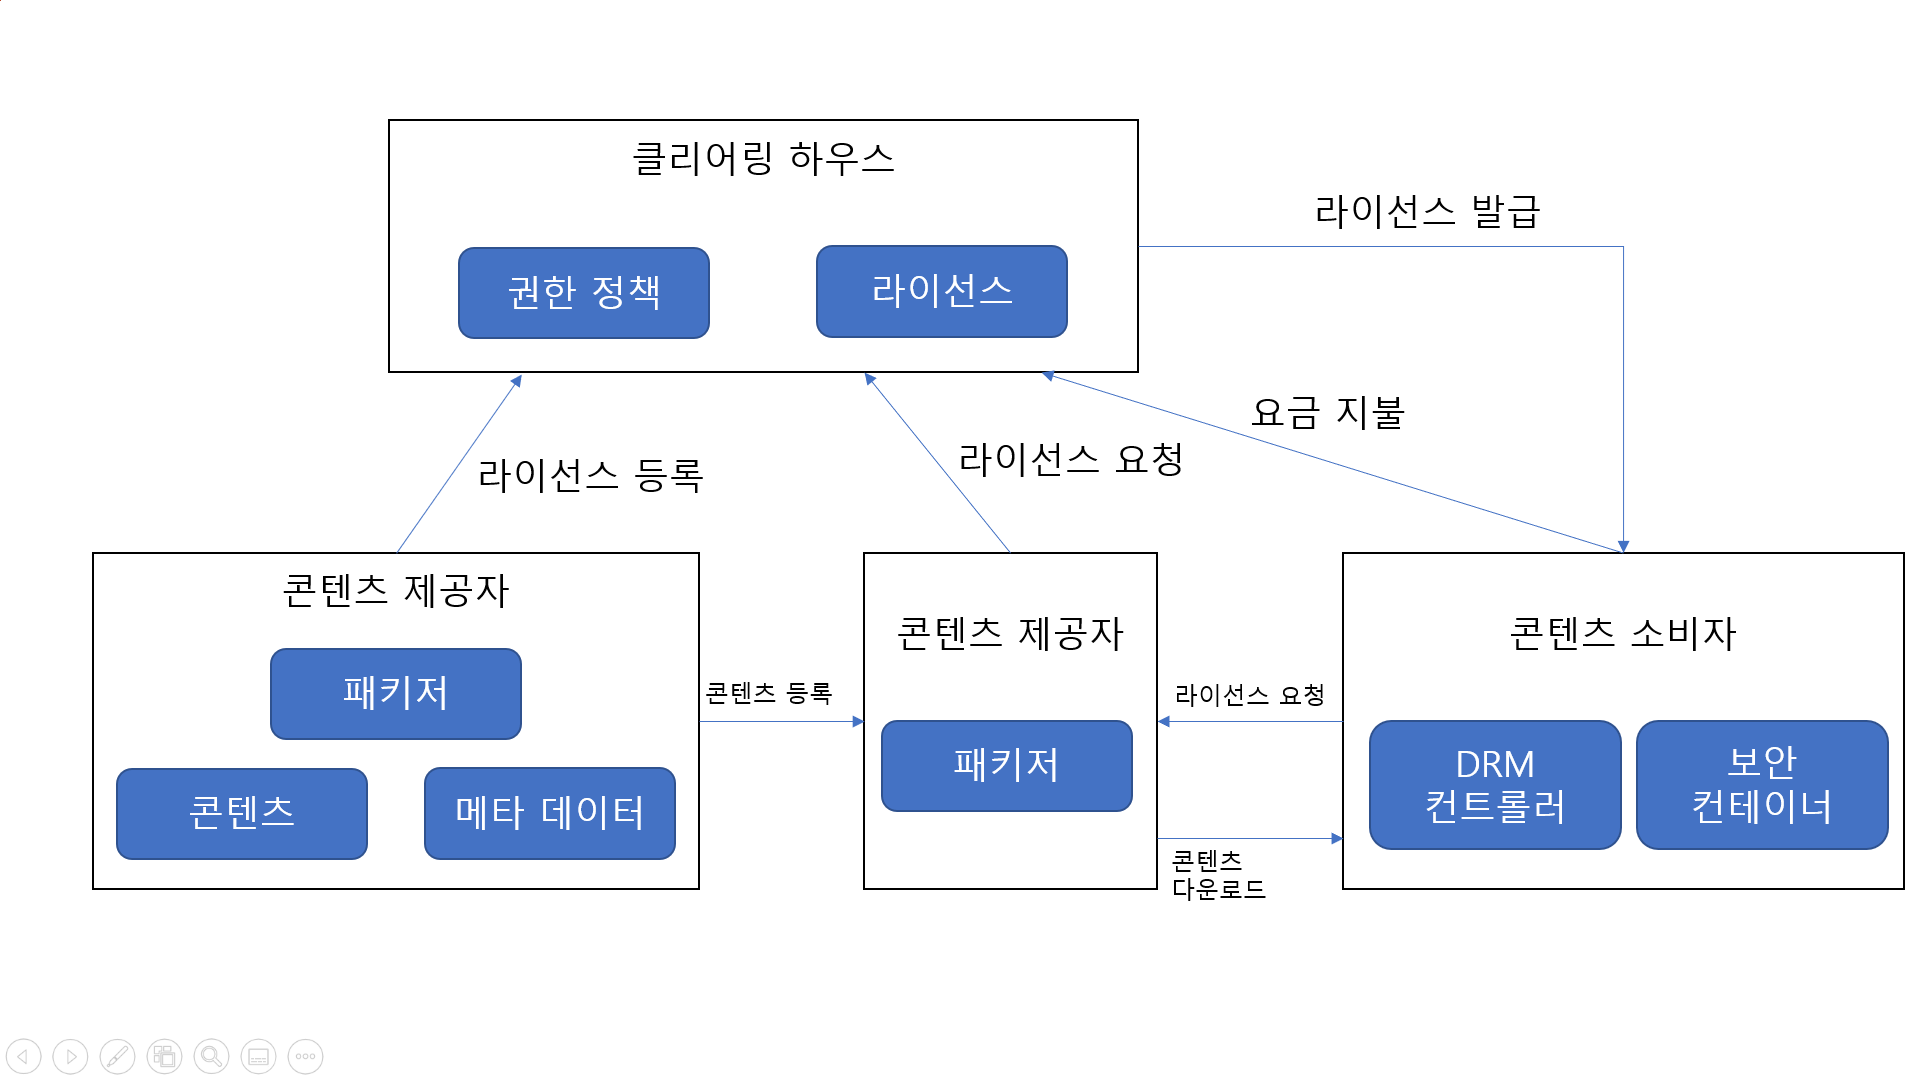 클리어링 하우스
권한 정책
라이선스
라이선스 발급
요금 지불
라이선스 요청
라이선스 등록
콘텐츠 제공자
패키저
콘텐츠
메타 데이터
콘텐츠 등록
콘텐츠 제공자
패키저
라이선스 요청
콘텐츠
다운로드
콘텐츠 소비자
DRM
컨트롤러
보안
컨테이너